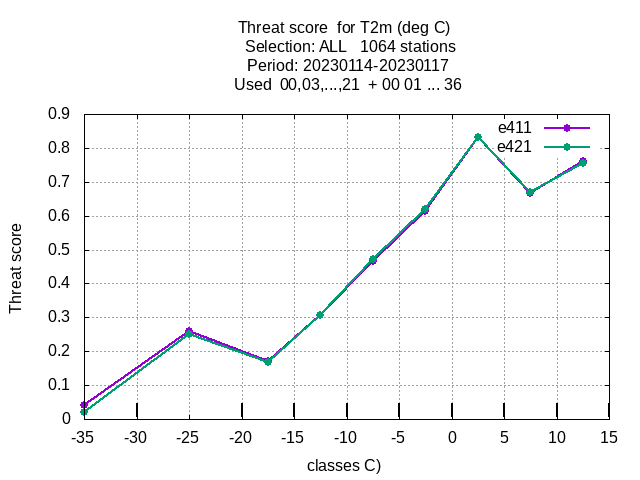 Threat score  for T2m (deg C)
Selection: ALL   1064 stations
Period: 20230114-20230117
Used  00,03,...,21  + 00 01 ... 36
e411
e421
Threat score
0.9
0.8
0.7
0.6
0.5
0.4
0.3
0.2
0.1
0
-35 -30 -25 -20 -15 -10 -5 0 5 10 15
classes C)